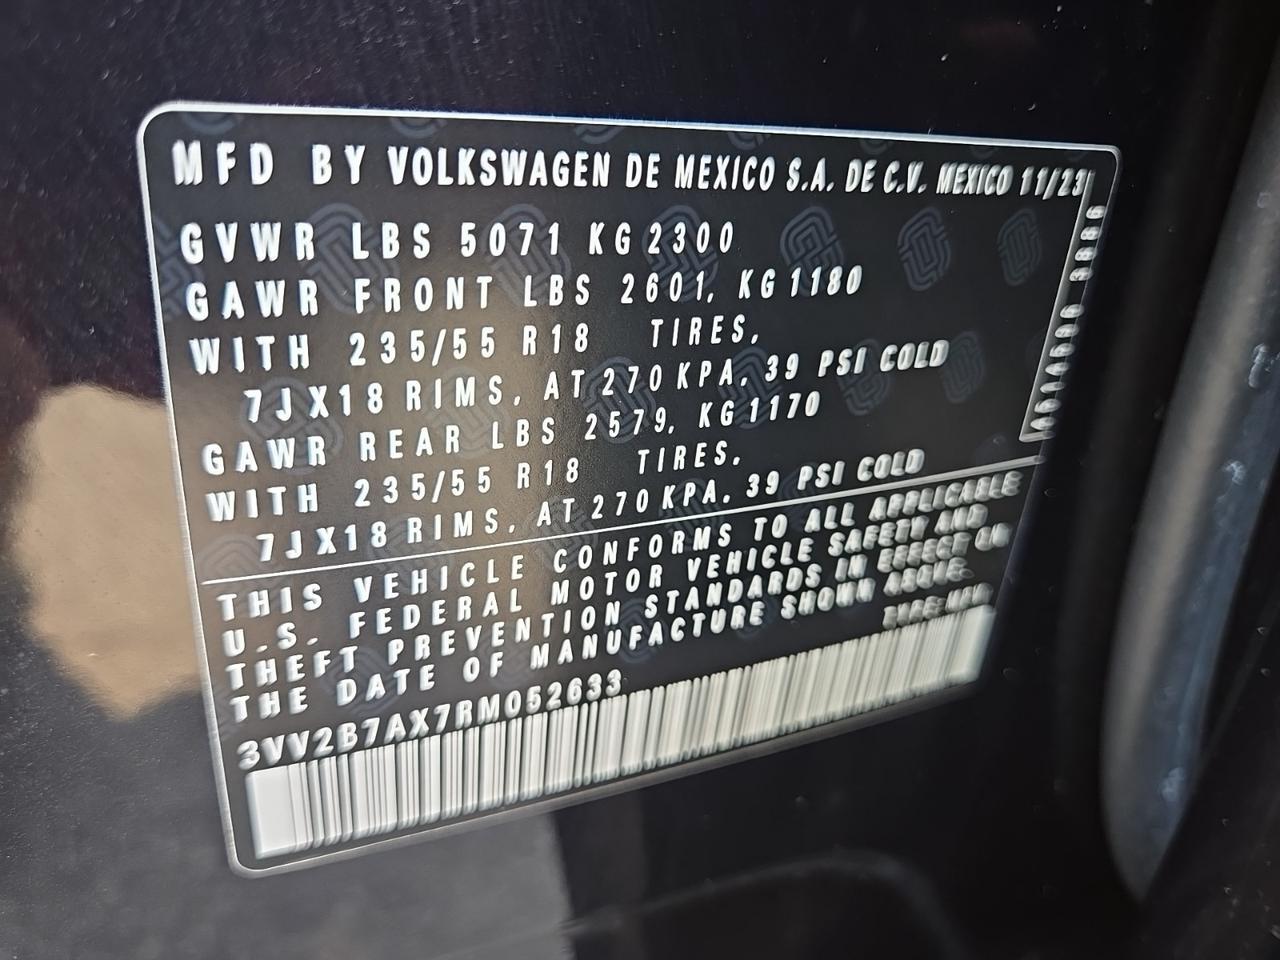 MFD BY VOLKSWAGEN DE MEXICO S.A. DE C.V. MEXICO 11/23
GVWR LBS 5071 KG 2300
GAWR FRONT LBS 2601, KG 1180
WITH 235/55 R18 TIRES,
7JX18 RIMS, AT 270 KPA, 39 PSI COLD
GAWR REAR LBS 2579, KG 1170
WITH 235/55 R18 TIRES,
7JX18 RIMS, AT 270 KPA, 39 PSI COLD
THIS VEHICLE CONFORMS TO ALL APPLICABLE
U.S. FEDERAL MOTOR VEHICLE SAFETY AND
THEFT PREVENTION STANDARDS IN EFFECT ON
THE DATE OF MANUFACTURE SHOWN ABOVE.
3VV2B7AX7RM052633